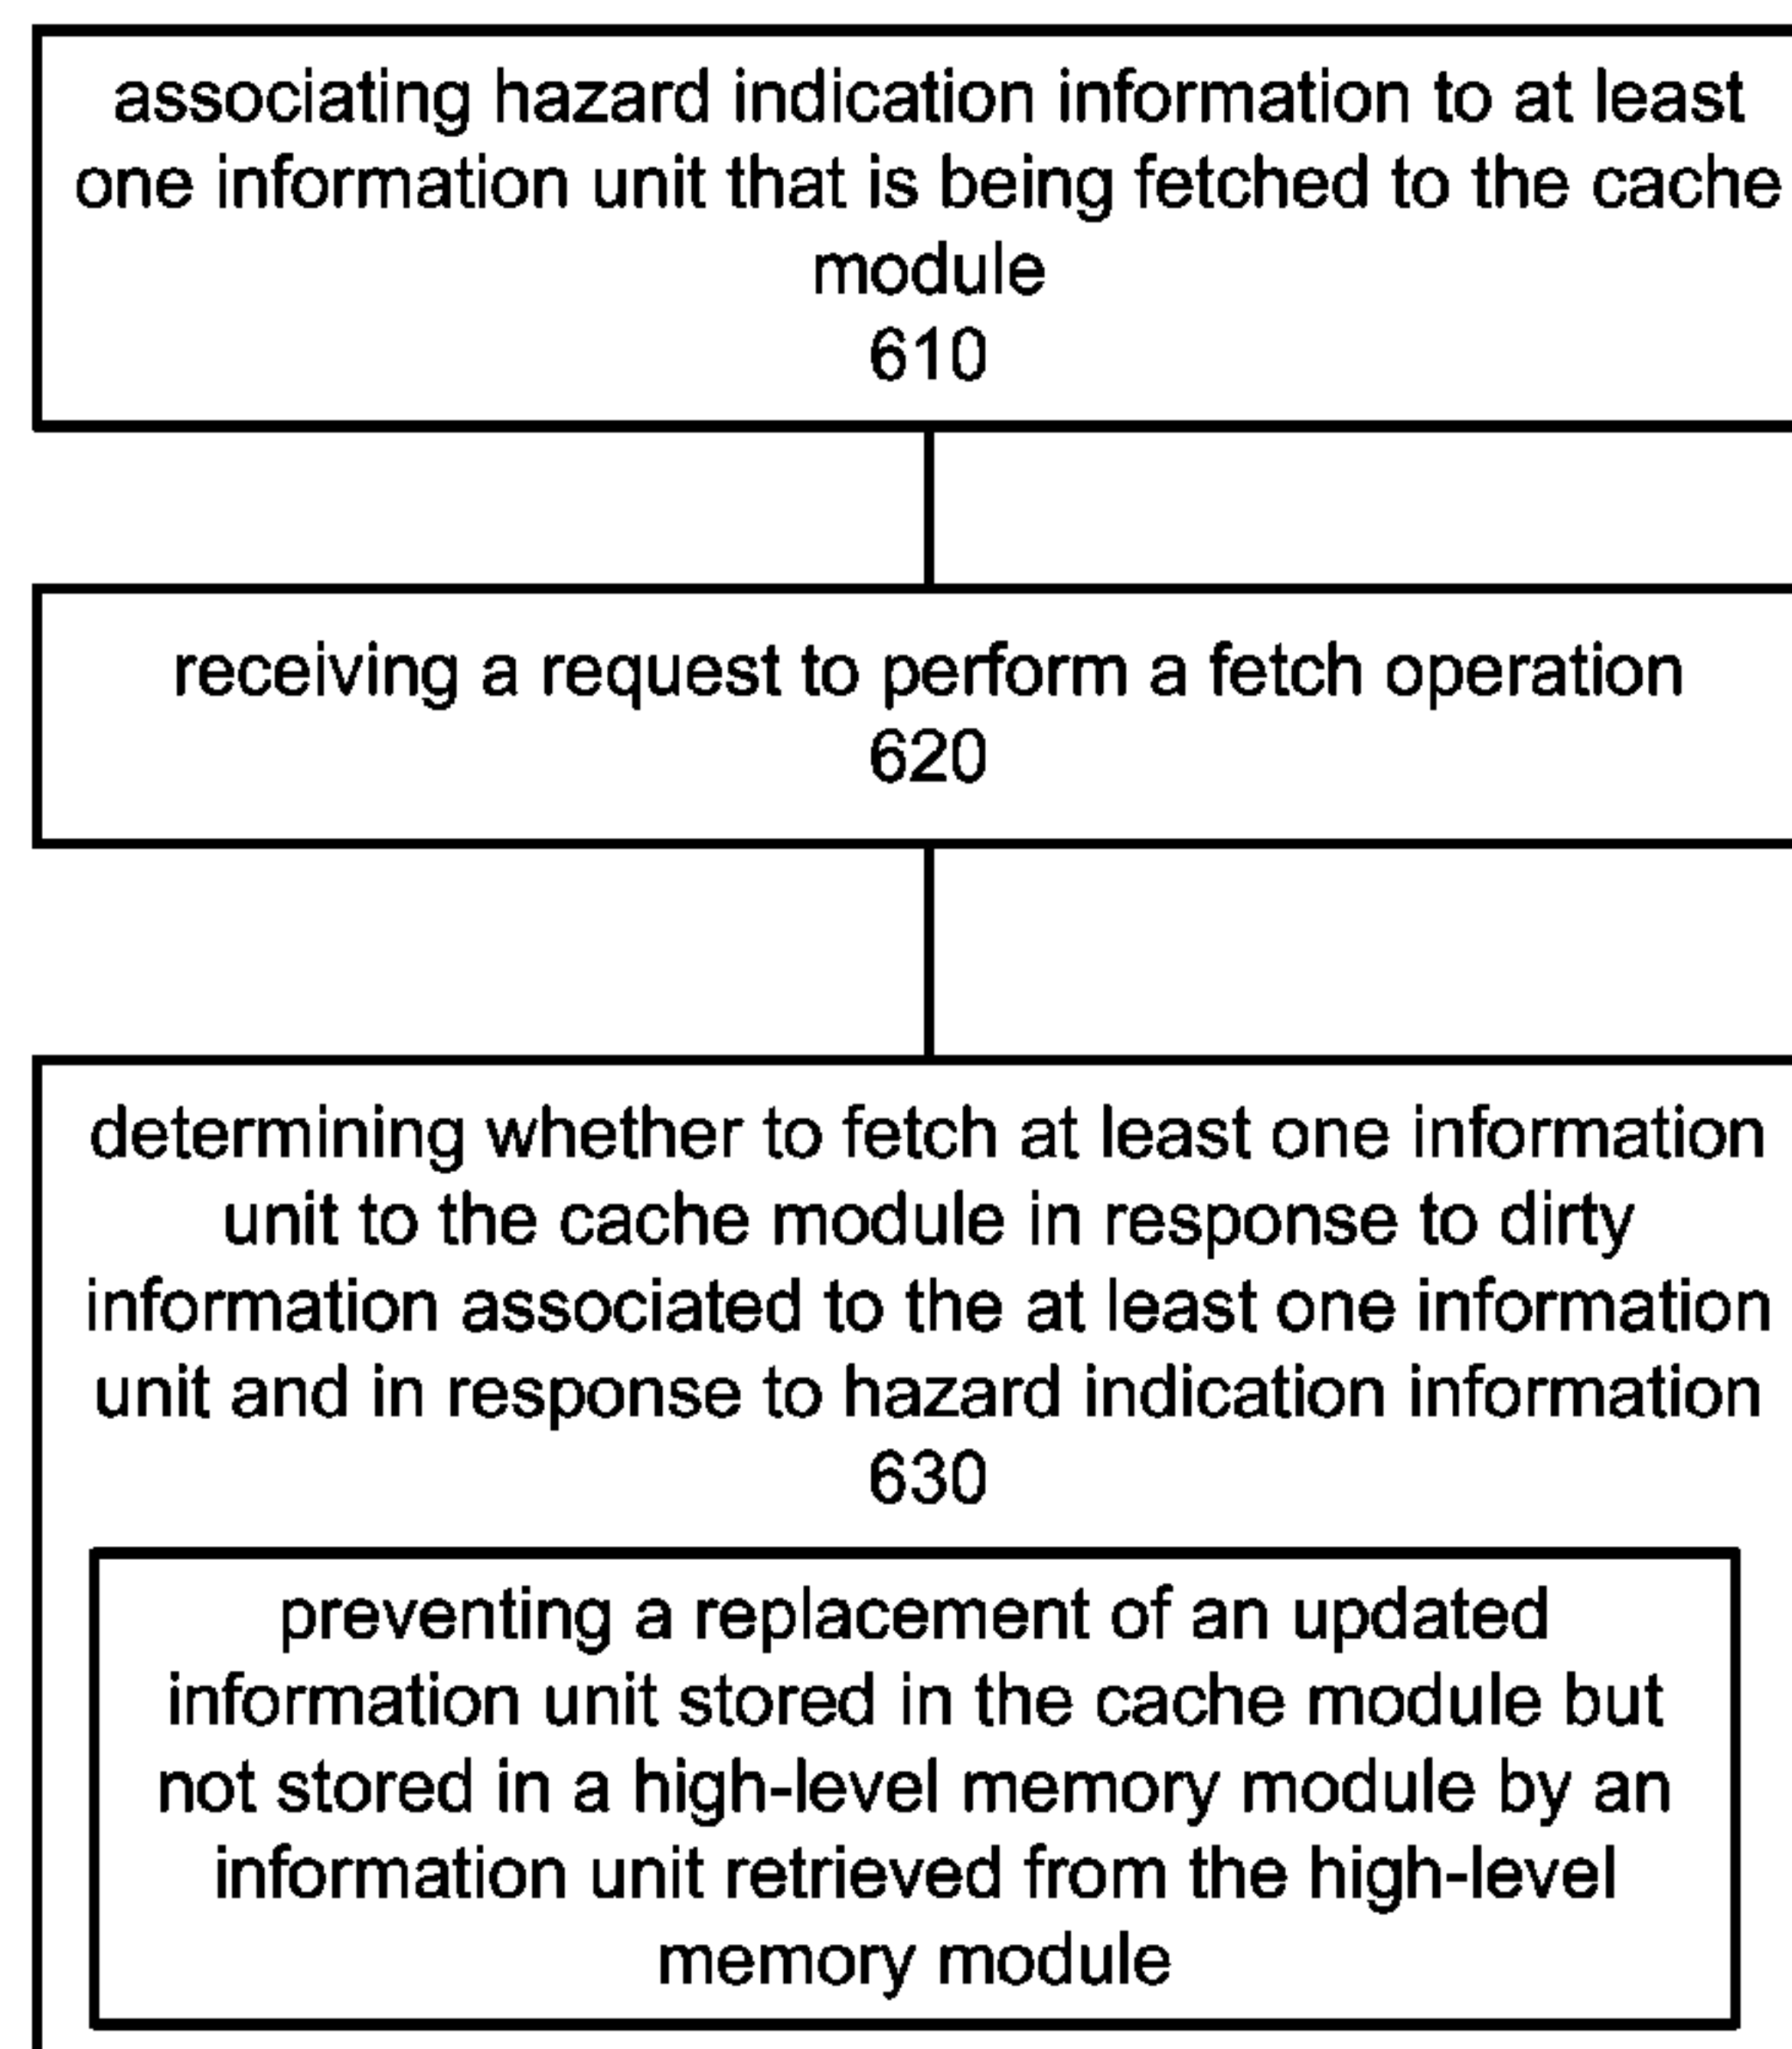 associating hazard indication information to at least
one information unit that is being fetched to the cache
module
610
receiving a request to perform a fetch operation
620
determining whether to fetch at least one information
unit to the cache module in response to dirty
information associated to the at least one information
unit and in response to hazard indication information
630
preventing a replacement of an updated
information unit stored in the cache module but
not stored in a high-level memory module by an
information unit retrieved from the high-level
memory module